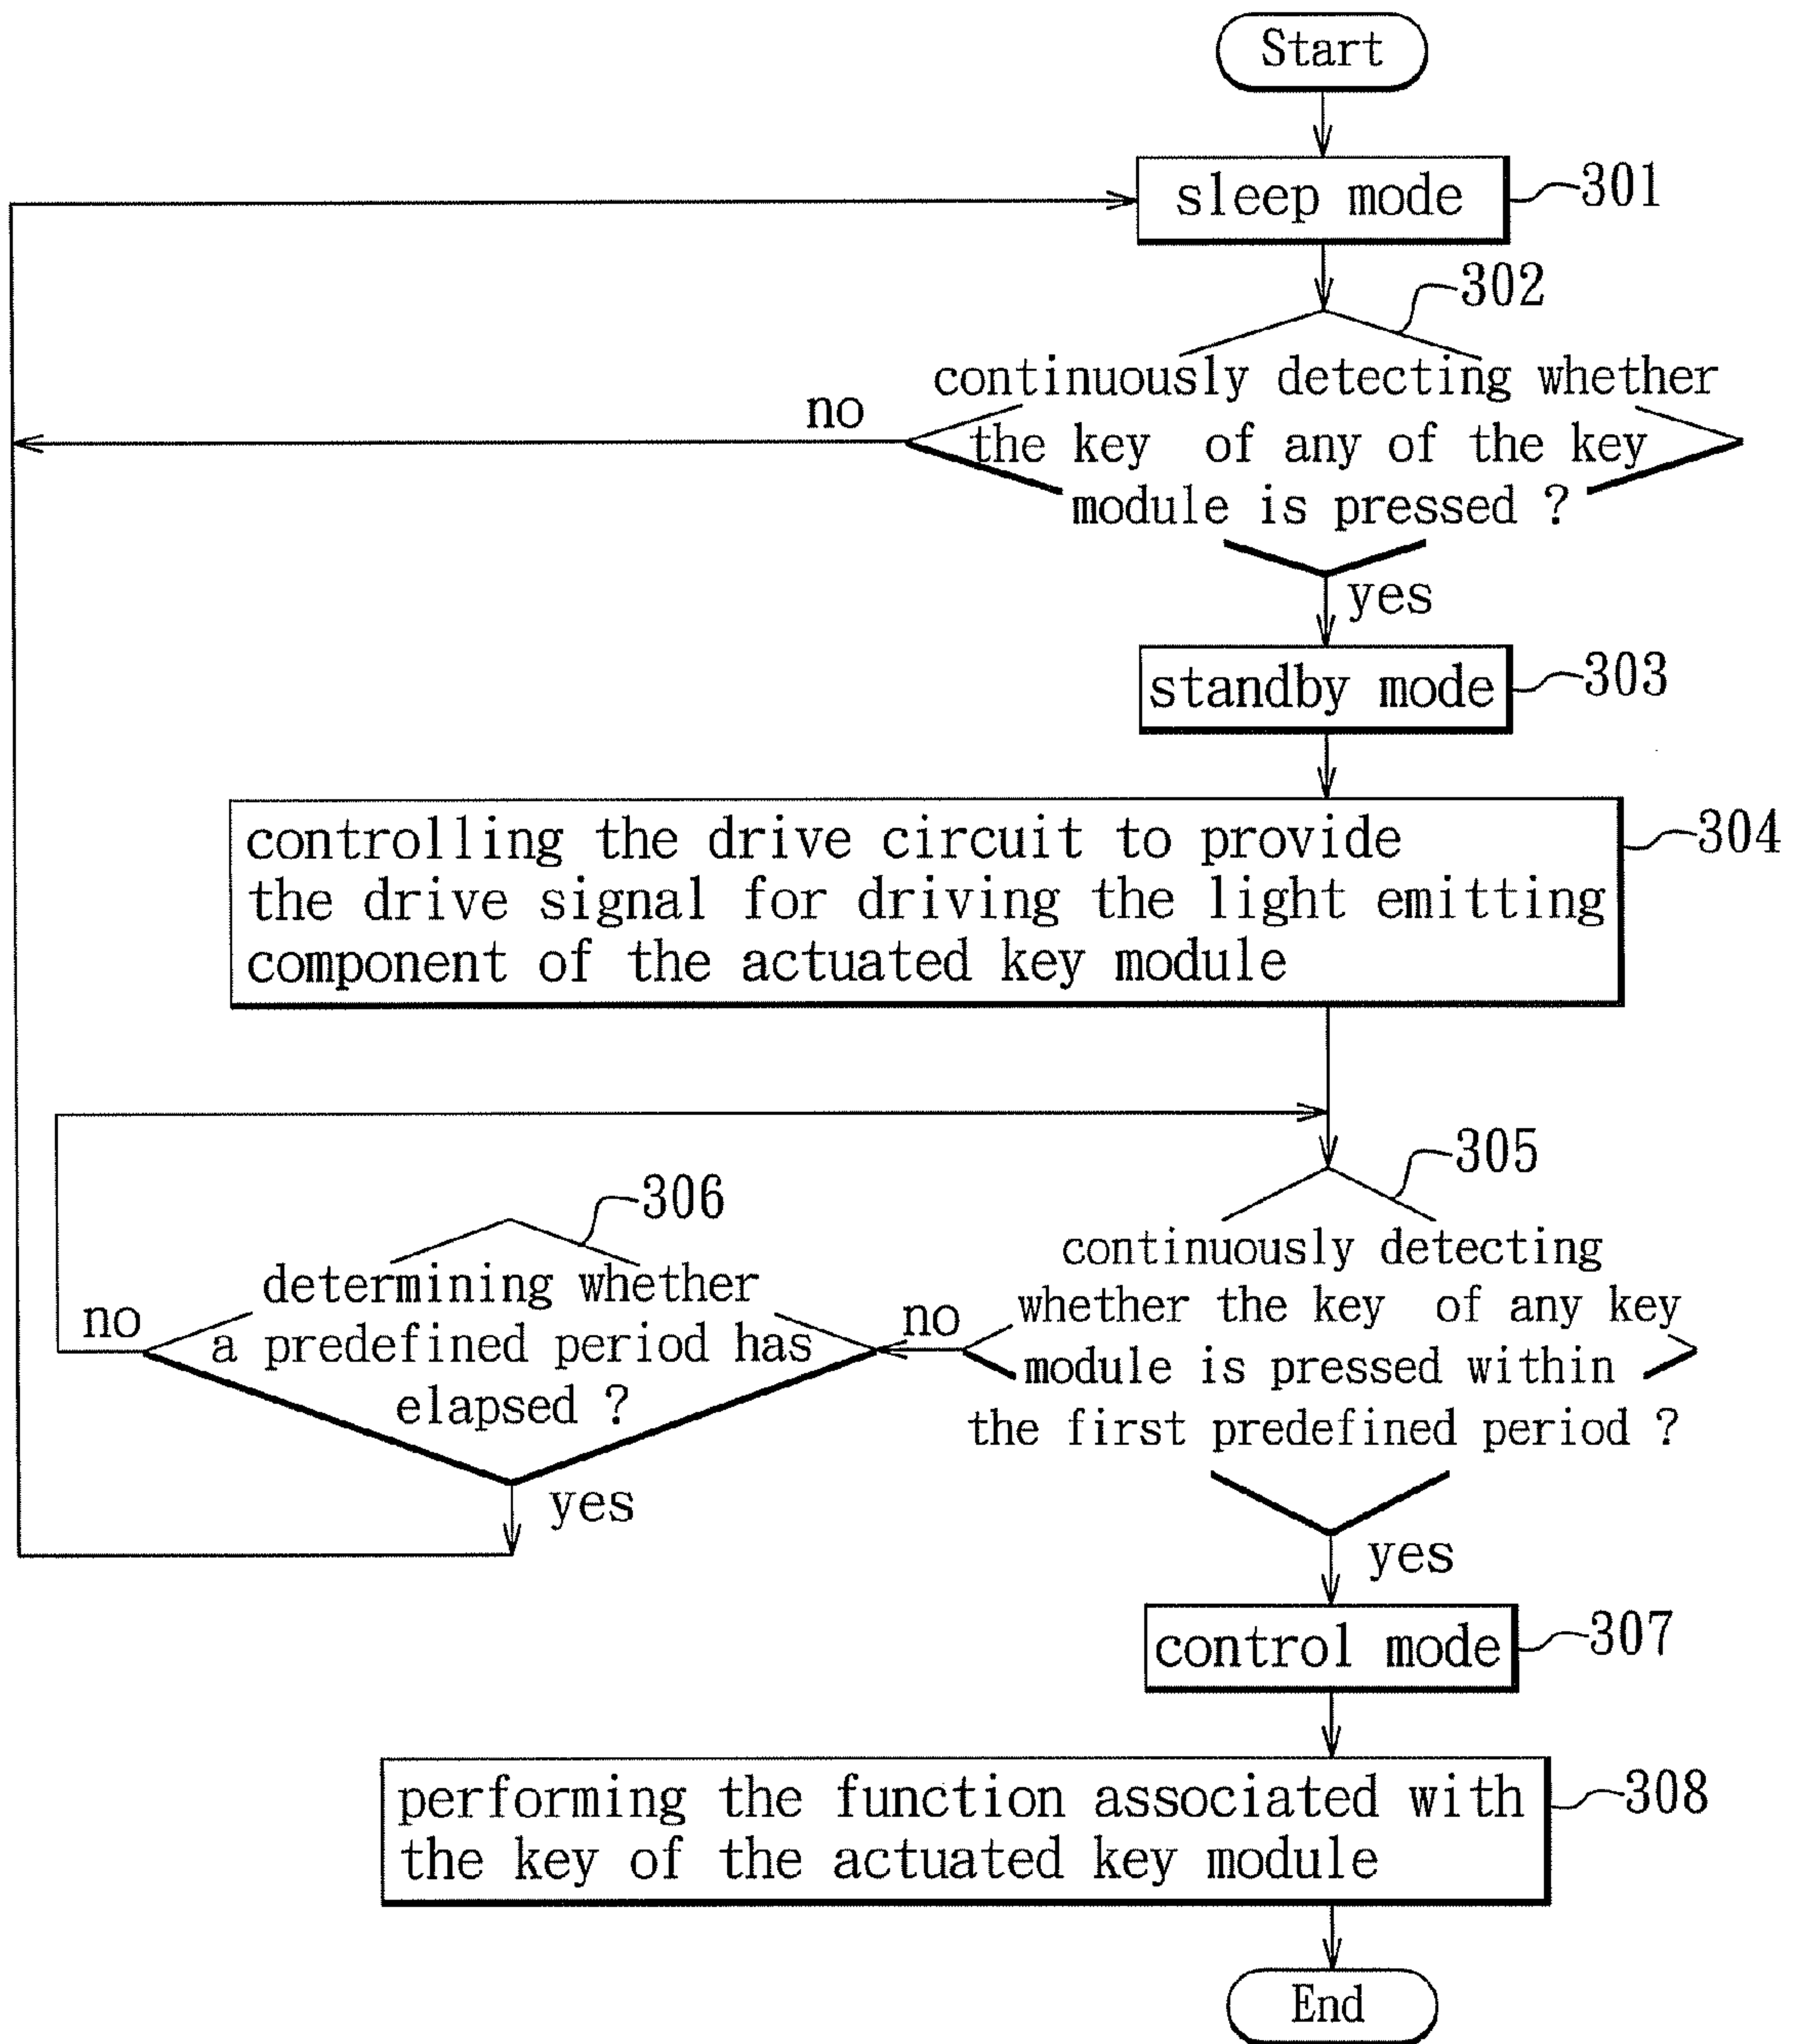 Start
sleep mode
301
302
continuously detecting whether
the key of any of the key
module is pressed ?
no
yes
standby mode
303
controlling the drive circuit to provide
the drive signal for driving the light emitting
component of the actuated key module
304
305
continuously detecting
whether the key of any key
module is pressed within
the first predefined period ?
no
306
determining whether
a predefined period has
elapsed ?
no
yes
yes
control mode
307
performing the function associated with
the key of the actuated key module
308
End